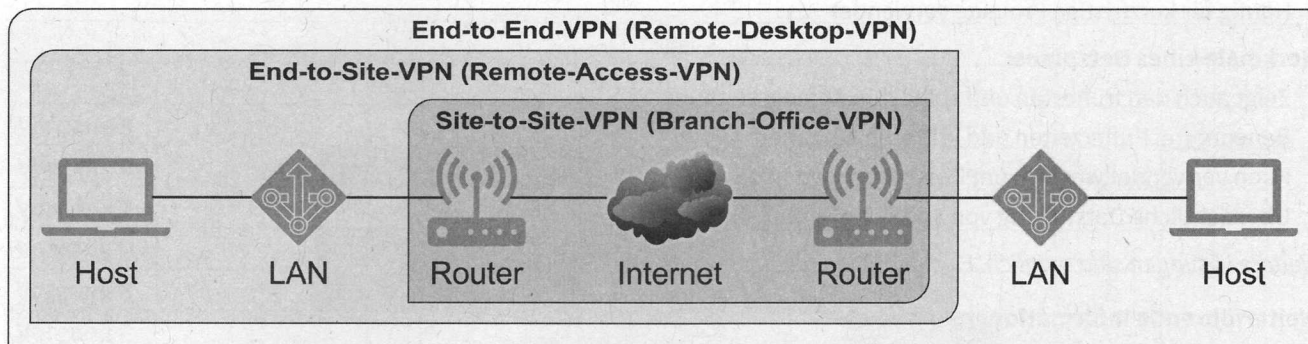 End-to-End-VPN (Remote-Desktop-VPN)
End-to-Site-VPN (Remote-Access-VPN)
Site-to-Site-VPN (Branch-Office-VPN)
Host LAN Router Internet Router LAN Host